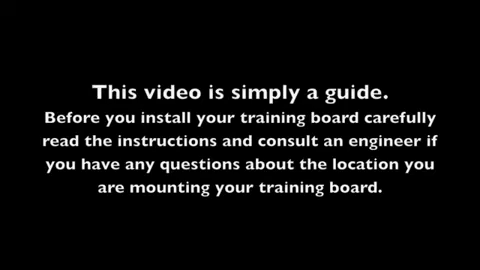 This video is simply a guide.
Before you install your training board carefully
read the instructions and consult an engineer if
you have any questions about the location you
are mounting your training board.